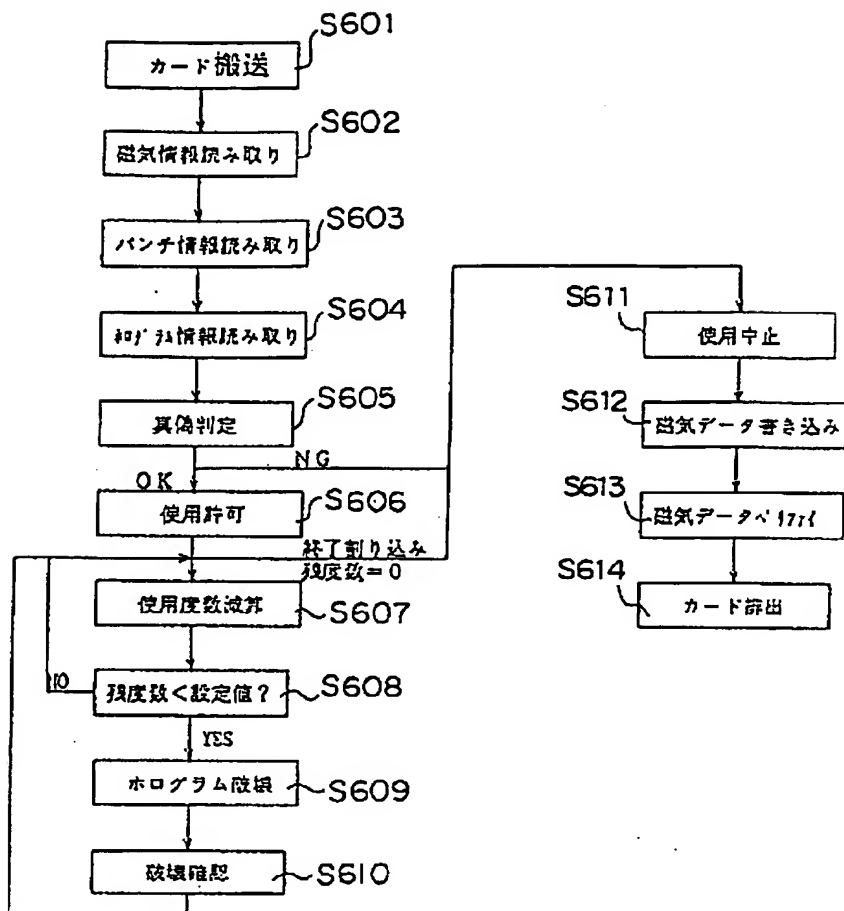 S601
カード搬送
S602
磁気情報読み取り
S603
パンチ情報読み取り
S604
ホログラム情報読み取り
S605
真偽判定
NG
OK
S606
使用許可
終了割り込み
残度数=0
使用度数減算
S607
NO
残度数<設定値?
S608
YES
ホログラム破壊
S609
破壊確認
S610
S611
使用中止
S612
磁気データ書き込み
S613
磁気データベリファイ
S614
カード排出